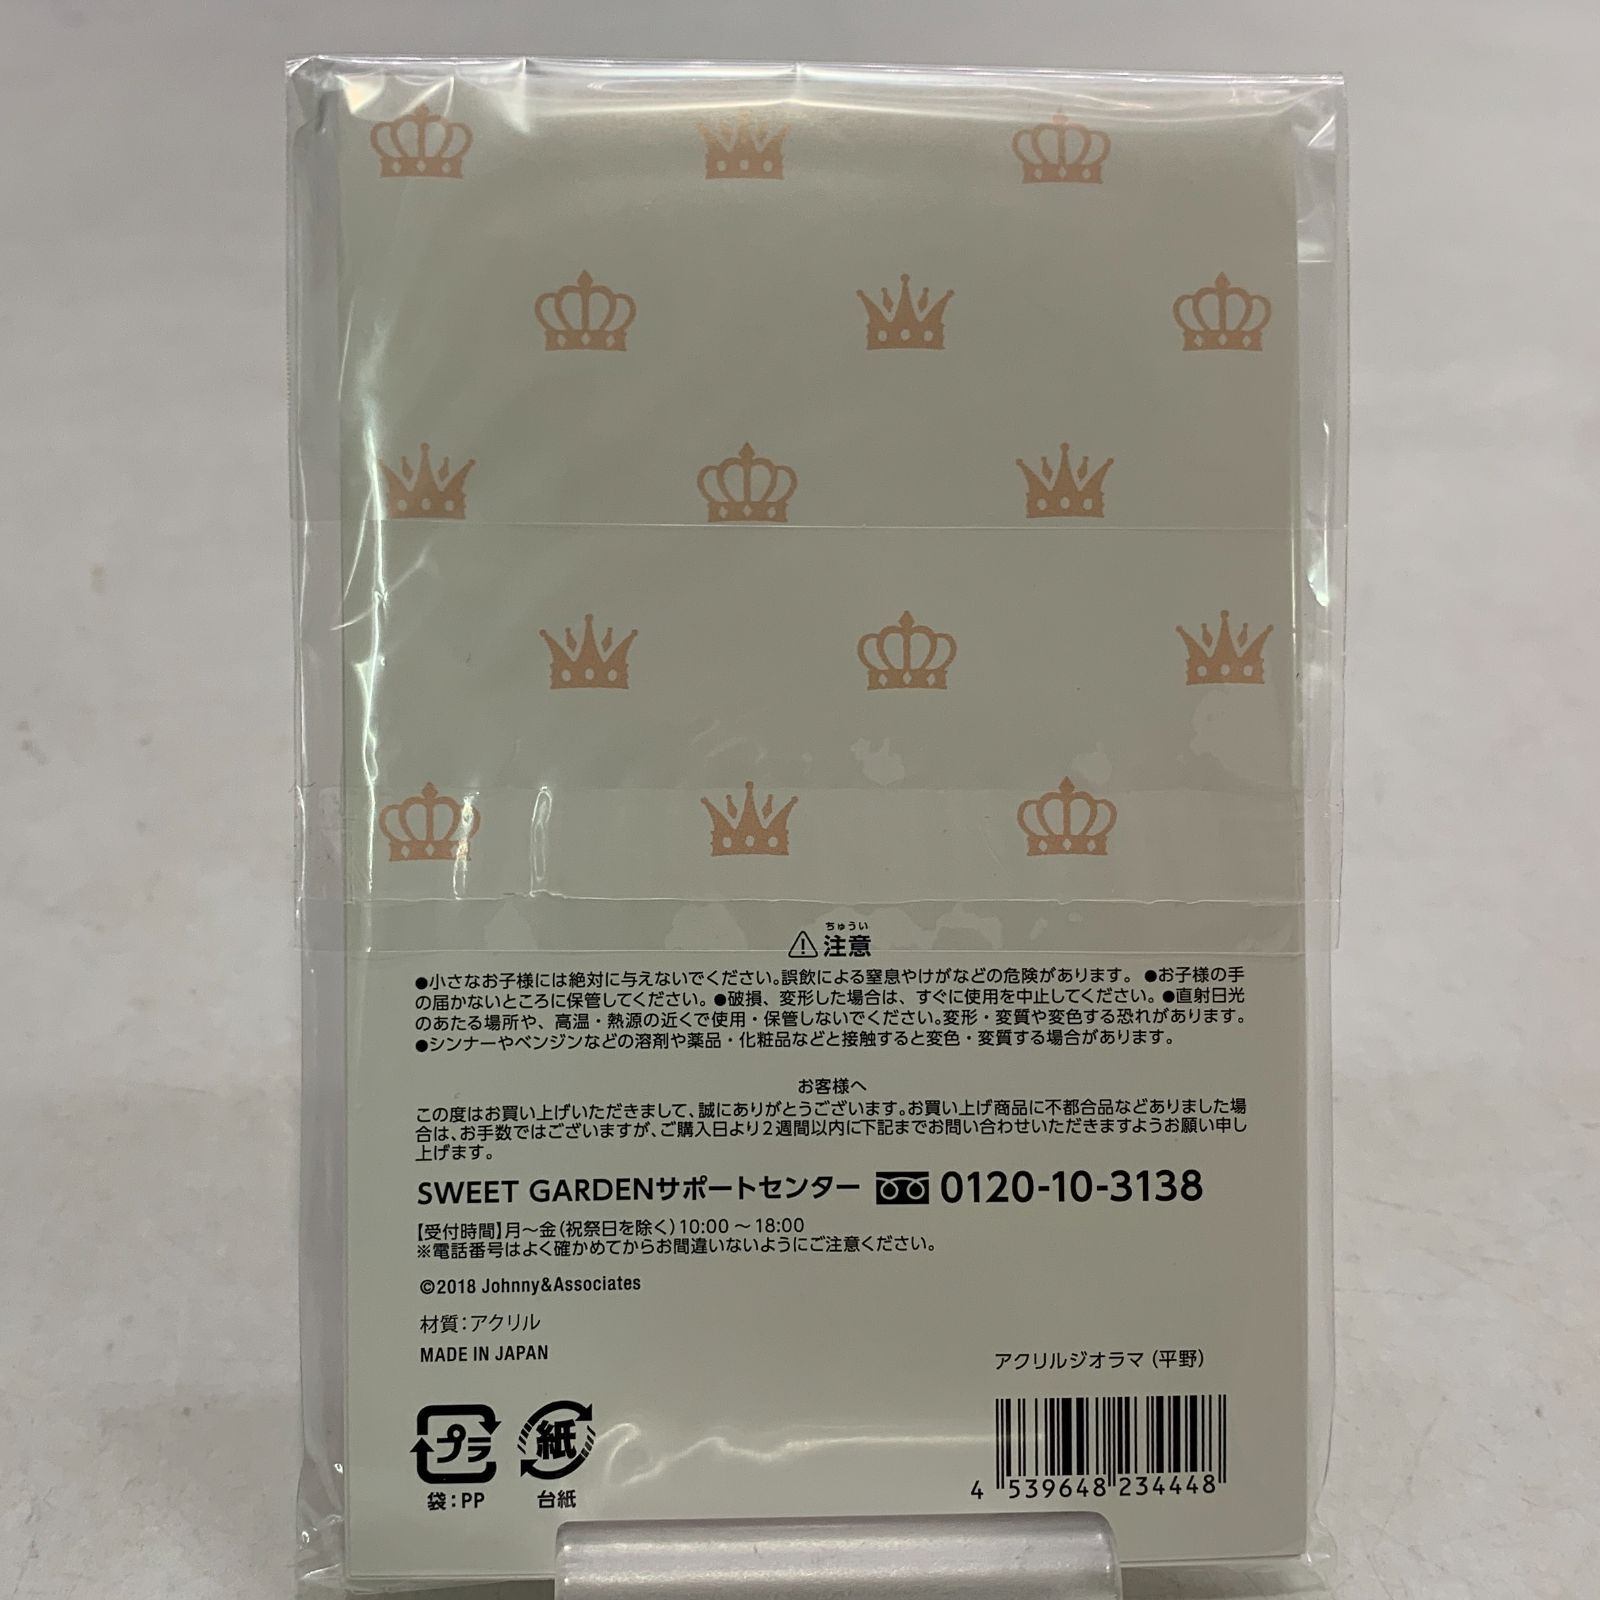 ちゅうい
注意
●小さなお子様には絶対に与えないでください。誤飲による窒息やけがなどの危険があります。 ●お子様の手
の届かないところに保管してください。●破損、変形した場合は、すぐに使用を中止してください。●直射日光
のあたる場所や、高温・熱源の近くで使用・保管しないでください。変形・変質や変色する恐れがあります。
●シンナーやベンジンなどの溶剤や薬品・化粧品などと接触すると変色・変質する場合があります。
お客様へ
この度はお買い上げいただきまして、誠にありがとうございます。お買い上げ商品に不都合品などありました場
合は、お手数ではございますが、ご購入日より2週間以内に下記までお問い合わせいただきますようお願い申し
上げます。
SWEET GARDENサポートセンター 0120-10-3138
【受付時間】月〜金(祝祭日を除く)10:00 〜 18:00
※電話番号はよく確かめてからお間違いないようにご注意ください。
©2018 Johnny&Associates
材質:アクリル
MADE IN JAPAN
アクリルジオラマ (平野)
プラ
紙
袋:PP
台紙
4 539648 234448